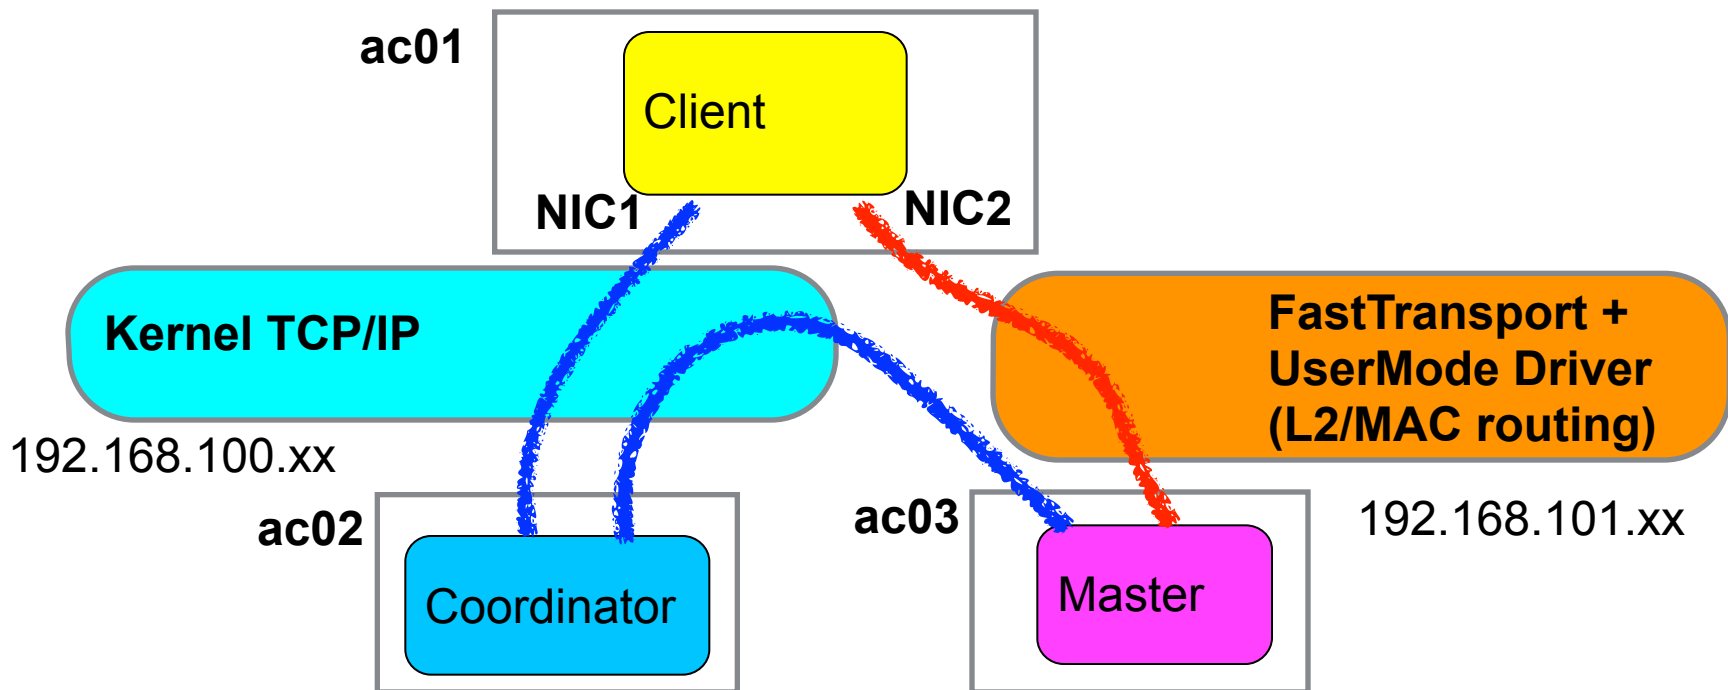 ac01
Client
NIC1
NIC2
Kernel TCP/IP
FastTransport +
UserMode Driver
(L2/MAC routing)
192.168.100.xx
ac02
ac03
192.168.101.xx
Coordinator
Master